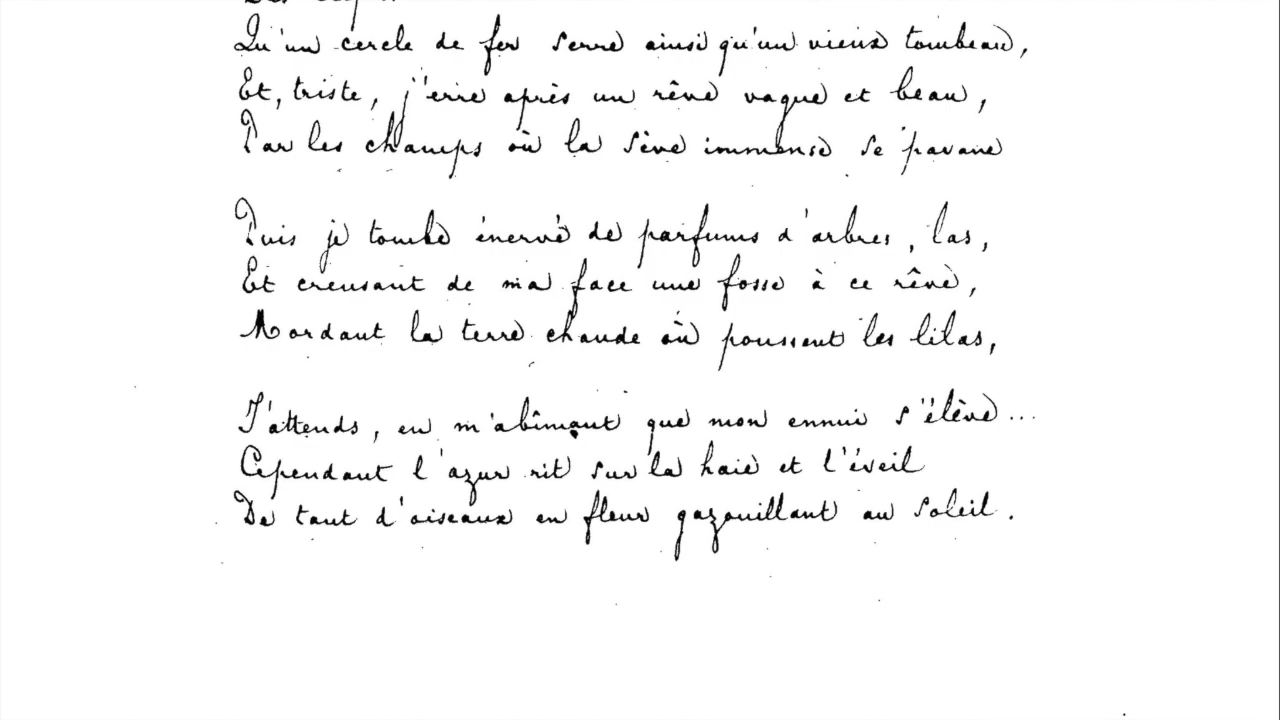 Qu'un cercle de fer serre ainsi qu'un vieux tombeau,
Et, triste, j'erre après un rêve vague et beau,
Par les champs où la sève immense se pavane
Puis je tombe énervé de parfums d'arbres, las,
Et creusant de ma face une fosse à ce rêve,
Mordant la terre chaude où poussent les lilas,
J'attends, en m'abîmant que mon ennui s'élève...
Cependant l'azur rit sur la haie et l'éveil
De tant d'oiseaux en fleur gazouillant au soleil.